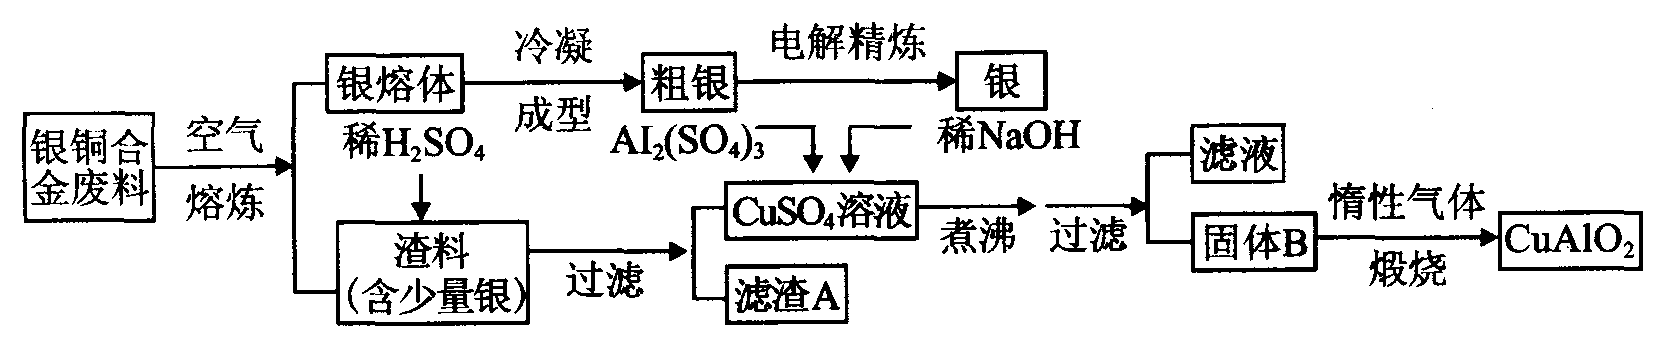 银铜合
金废料
空气
熔炼
银熔体
冷凝
成型
粗银
电解精炼
银
稀H₂SO₄
渣料
(含少量银)
过滤
Al₂(SO₄)₃
稀NaOH
CuSO₄溶液
滤渣A
煮沸
过滤
滤液
固体B
惰性气体
煅烧
CuAlO₂